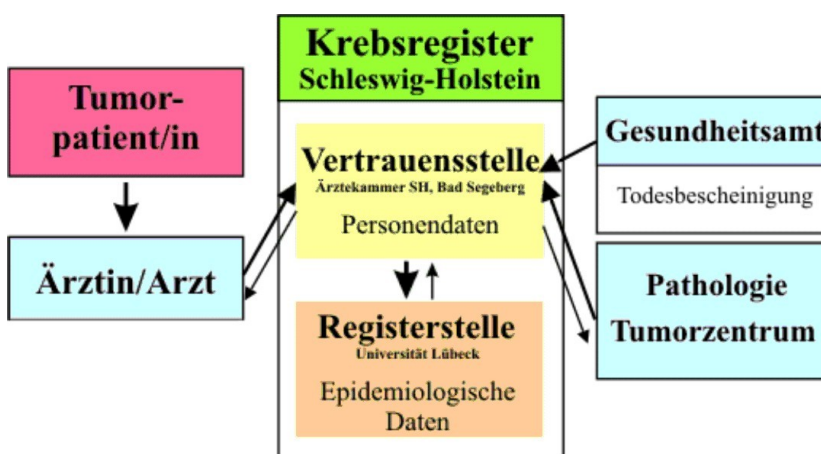 Krebsregister
Schleswig-Holstein
Tumor-
patient/in
Ärztin/Arzt
Vertrauensstelle
Ärztekammer SH, Bad Segeberg
Personendaten
Registerstelle
Universität Lübeck
Epidemiologische
Daten
Gesundheitsamt
Todesbescheinigung
Pathologie
Tumorzentrum